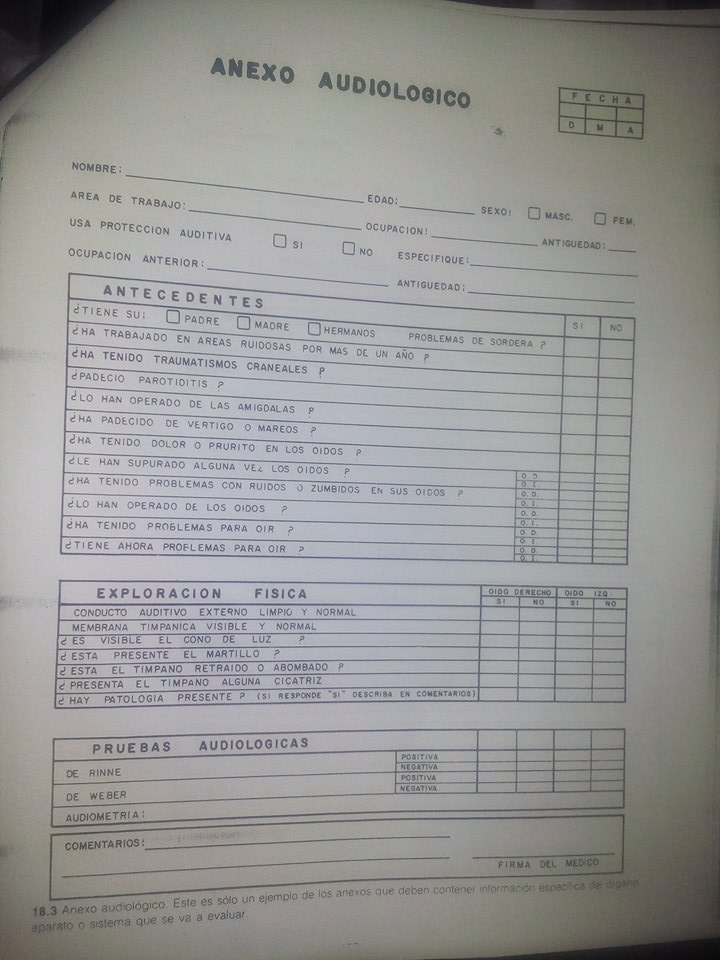 ANEXO AUDIOLOGICO
FECHA
D M A
NOMBRE: EDAD: SEXO: MASC. FEM.
AREA DE TRABAJO: OCUPACION: ANTIGUEDAD:
USA PROTECCION AUDITIVA SI NO ESPECIFIQUE:
OCUPACION ANTERIOR: ANTIGUEDAD:
ANTECEDENTES SI NO
¿TIENE SU: PADRE MADRE HERMANOS PROBLEMAS DE SORDERA ?
¿HA TRABAJADO EN AREAS RUIDOSAS POR MAS DE UN AÑO ?
¿HA TENIDO TRAUMATISMOS CRANEALES ?
¿PADECIO PAROTIDITIS ?
¿LO HAN OPERADO DE LAS AMIGDALAS ?
¿HA PADECIDO DE VERTIGO O MAREOS ?
¿HA TENIDO DOLOR O PRURITO EN LOS OIDOS ?
¿LE HAN SUPURADO ALGUNA VEZ LOS OIDOS ? O. D.
O. I.
¿HA TENIDO PROBLEMAS CON RUIDOS O ZUMBIDOS EN SUS OIDOS ? O. D.
O. I.
¿LO HAN OPERADO DE LOS OIDOS ? O. D.
O. I.
¿HA TENIDO PROBLEMAS PARA OIR ? O. D.
O. I.
¿TIENE AHORA PROBLEMAS PARA OIR ? O. D.
O. I.
EXPLORACION FISICA OIDO DERECHO OIDO IZQ.
SI NO SI NO
CONDUCTO AUDITIVO EXTERNO LIMPIO Y NORMAL
MEMBRANA TIMPANICA VISIBLE Y NORMAL
¿ ES VISIBLE EL CONO DE LUZ ?
¿ ESTA PRESENTE EL MARTILLO ?
¿ ESTA EL TIMPANO RETRAIDO O ABOMBADO ?
¿ PRESENTA EL TIMPANO ALGUNA CICATRIZ
¿ HAY PATOLOGIA PRESENTE ? (SI RESPONDE "SI" DESCRIBA EN COMENTARIOS)
PRUEBAS AUDIOLOGICAS
DE RINNE POSITIVA
NEGATIVA
DE WEBER POSITIVA
NEGATIVA
AUDIOMETRIA:
COMENTARIOS:
FIRMA DEL MEDICO
18.3 Anexo audiológico. Este es sólo un ejemplo de los anexos que deben contener información específica del órgano
aparato o sistema que se va a evaluar.